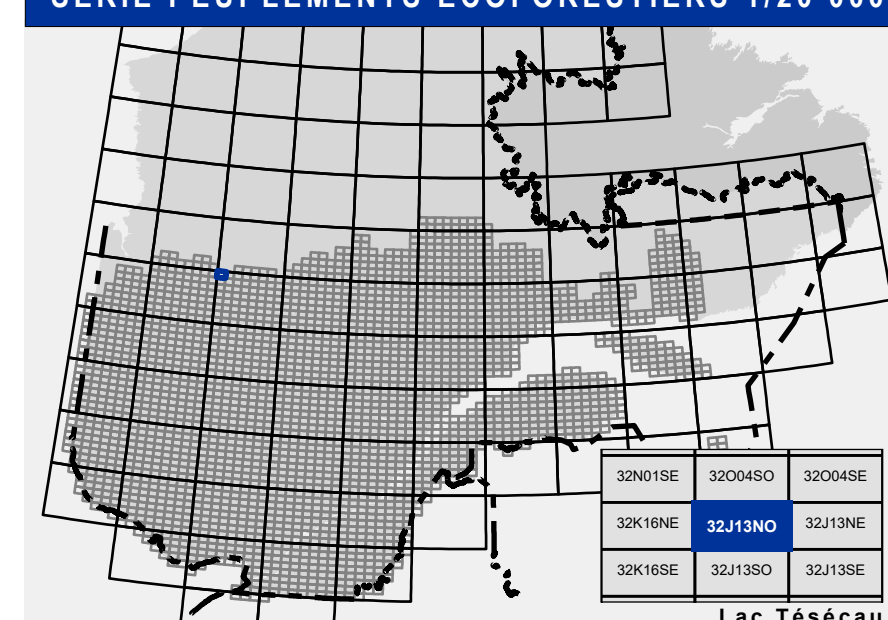 SÉRIE PEUPLEMENTS ÉCOFORESTIERS 1/20 000
32N01SE 32O04SO 32O04SE
32K16NE 32J13NO 32J13NE
32K16SE 32J13SO 32J13SE
Lac Tésécau